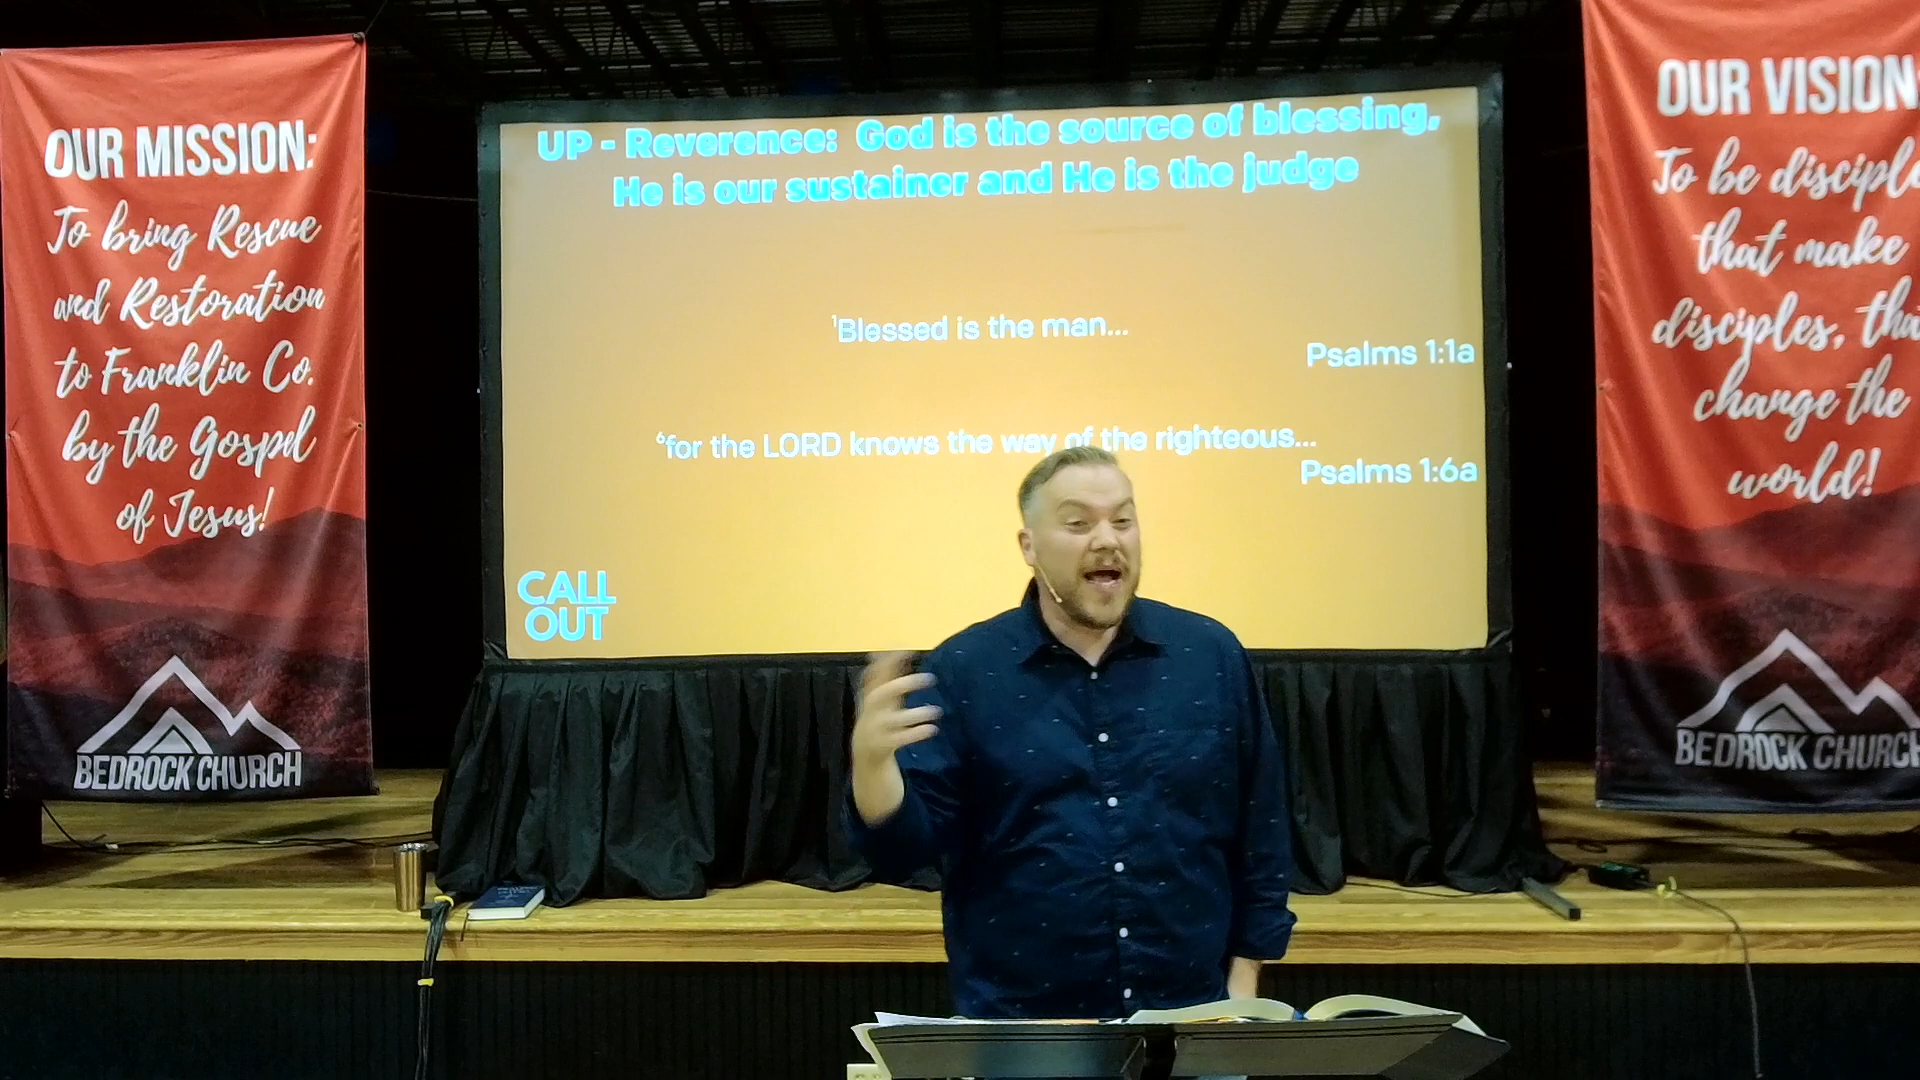 OUR MISSION:
To bring Rescue
and Restoration
to Franklin Co.
by the Gospel
of Jesus!
BEDROCK CHURCH
UP - Reverence: God is the source of blessing,
He is our sustainer and He is the judge
¹Blessed is the man...
Psalms 1:1a
⁶for the LORD knows the way of the righteous...
Psalms 1:6a
CALL
OUT
OUR VISION
To be disciple
that make
disciples, tha
change the
world!
BEDROCK CHURCH